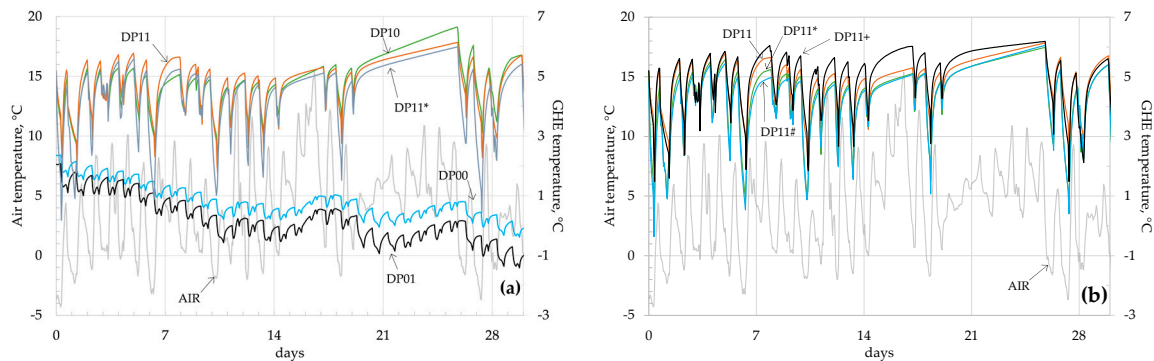 Air temperature, °C
20
15
10
5
0
-5
0
7
14
21
28
days
7
5
3
1
-1
-3
GHE temperature, °C
DP11
DP10
DP11*
DP00
DP01
AIR
(a)
Air temperature, °C
20
15
10
5
0
-5
0
7
14
21
28
days
7
5
3
1
-1
-3
GHE temperature, °C
DP11
DP11*
DP11+
DP11#
AIR
(b)